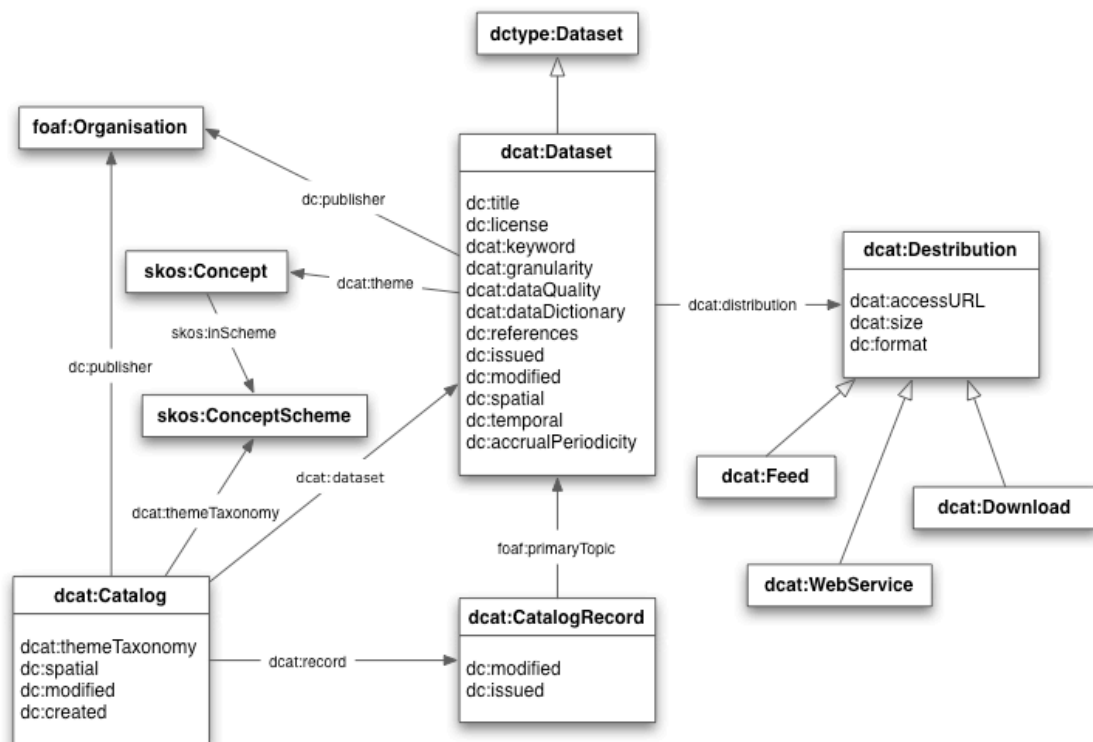 dctype:Dataset
foaf:Organisation
dcat:Dataset
dc:title
dc:license
dcat:keyword
dcat:granularity
dcat:dataQuality
dcat:dataDictionary
dc:references
dc:issued
dc:modified
dc:spatial
dc:temporal
dc:accrualPeriodicity
dc:publisher
skos:Concept
dcat:theme
dcat:distribution
dcat:Destribution
dcat:accessURL
dcat:size
dc:format
skos:inScheme
dc:publisher
skos:ConceptScheme
dcat:dataset
dcat:themeTaxonomy
dcat:Feed
dcat:Download
dcat:WebService
foaf:primaryTopic
dcat:Catalog
dcat:themeTaxonomy
dc:spatial
dc:modified
dc:created
dcat:record
dcat:CatalogRecord
dc:modified
dc:issued